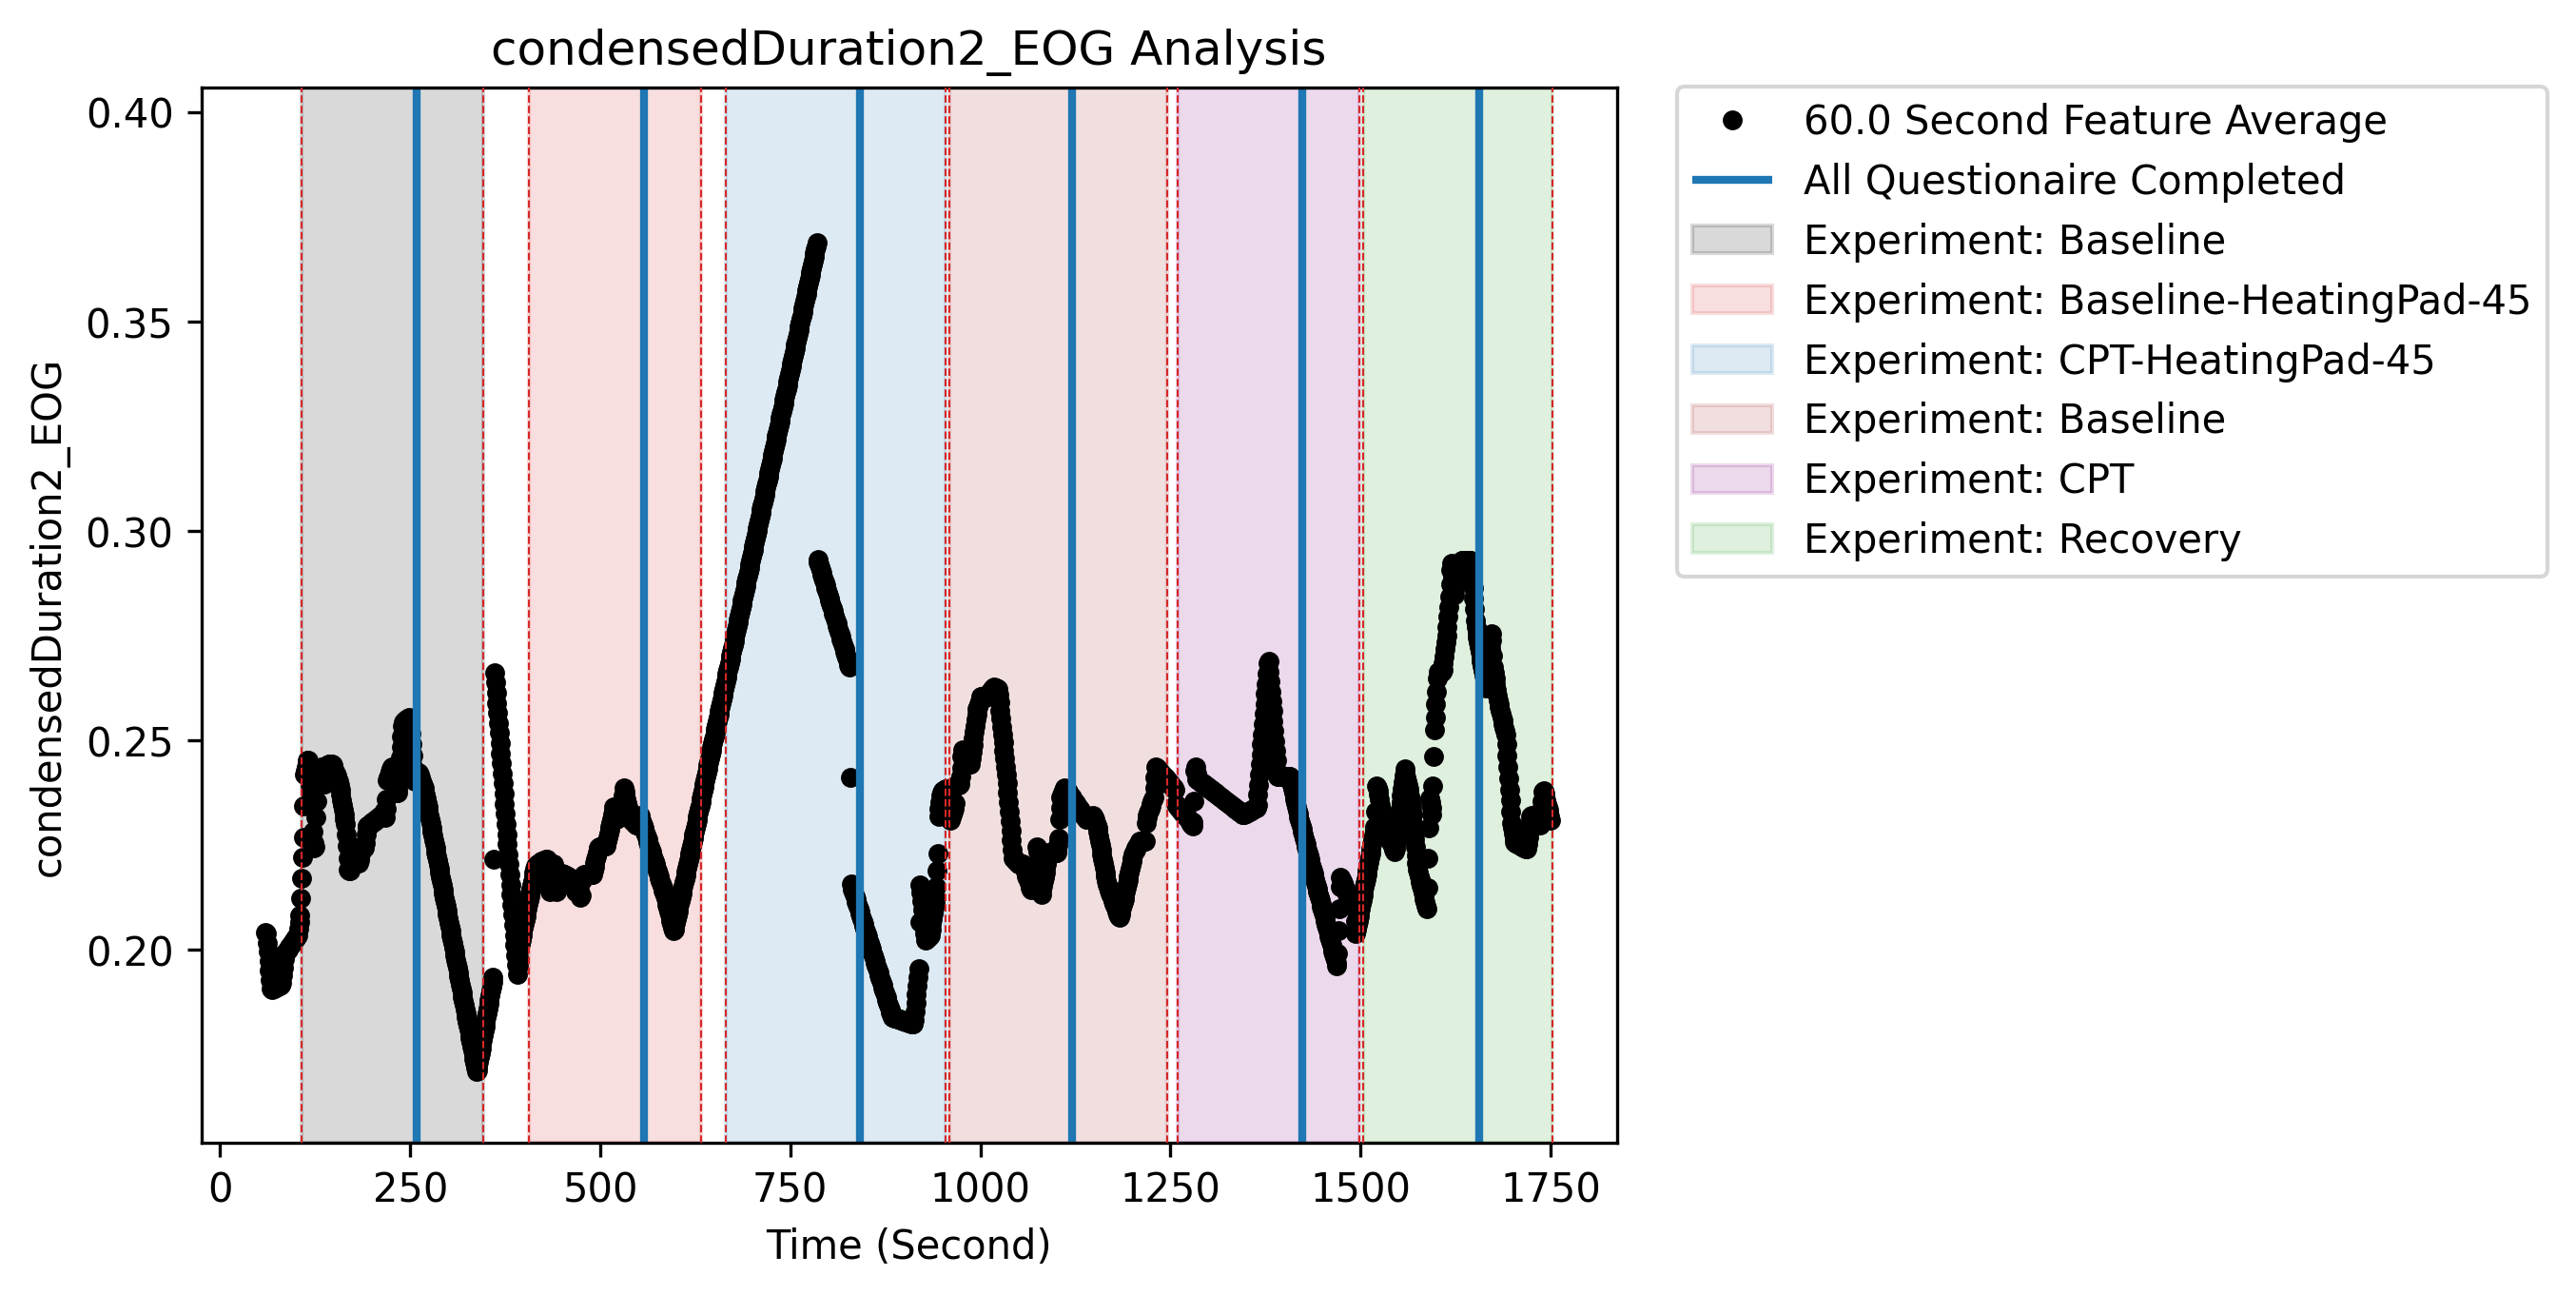 condensedDuration2_EOG Analysis
0.40
0.35
0.30
0.25
0.20
condensedDuration2_EOG
0
250
500
750
1000
1250
1500
1750
Time (Second)
60.0 Second Feature Average
All Questionaire Completed
Experiment: Baseline
Experiment: Baseline-HeatingPad-45
Experiment: CPT-HeatingPad-45
Experiment: Baseline
Experiment: CPT
Experiment: Recovery